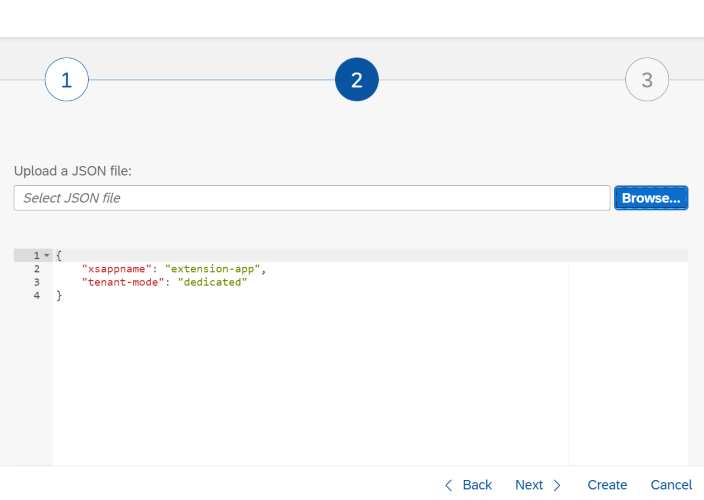 1
2
3
Upload a JSON file:
Select JSON file
Browse...
1 {
2 "xsappname": "extension-app",
3 "tenant-mode": "dedicated"
4 }
Back Next Create Cancel